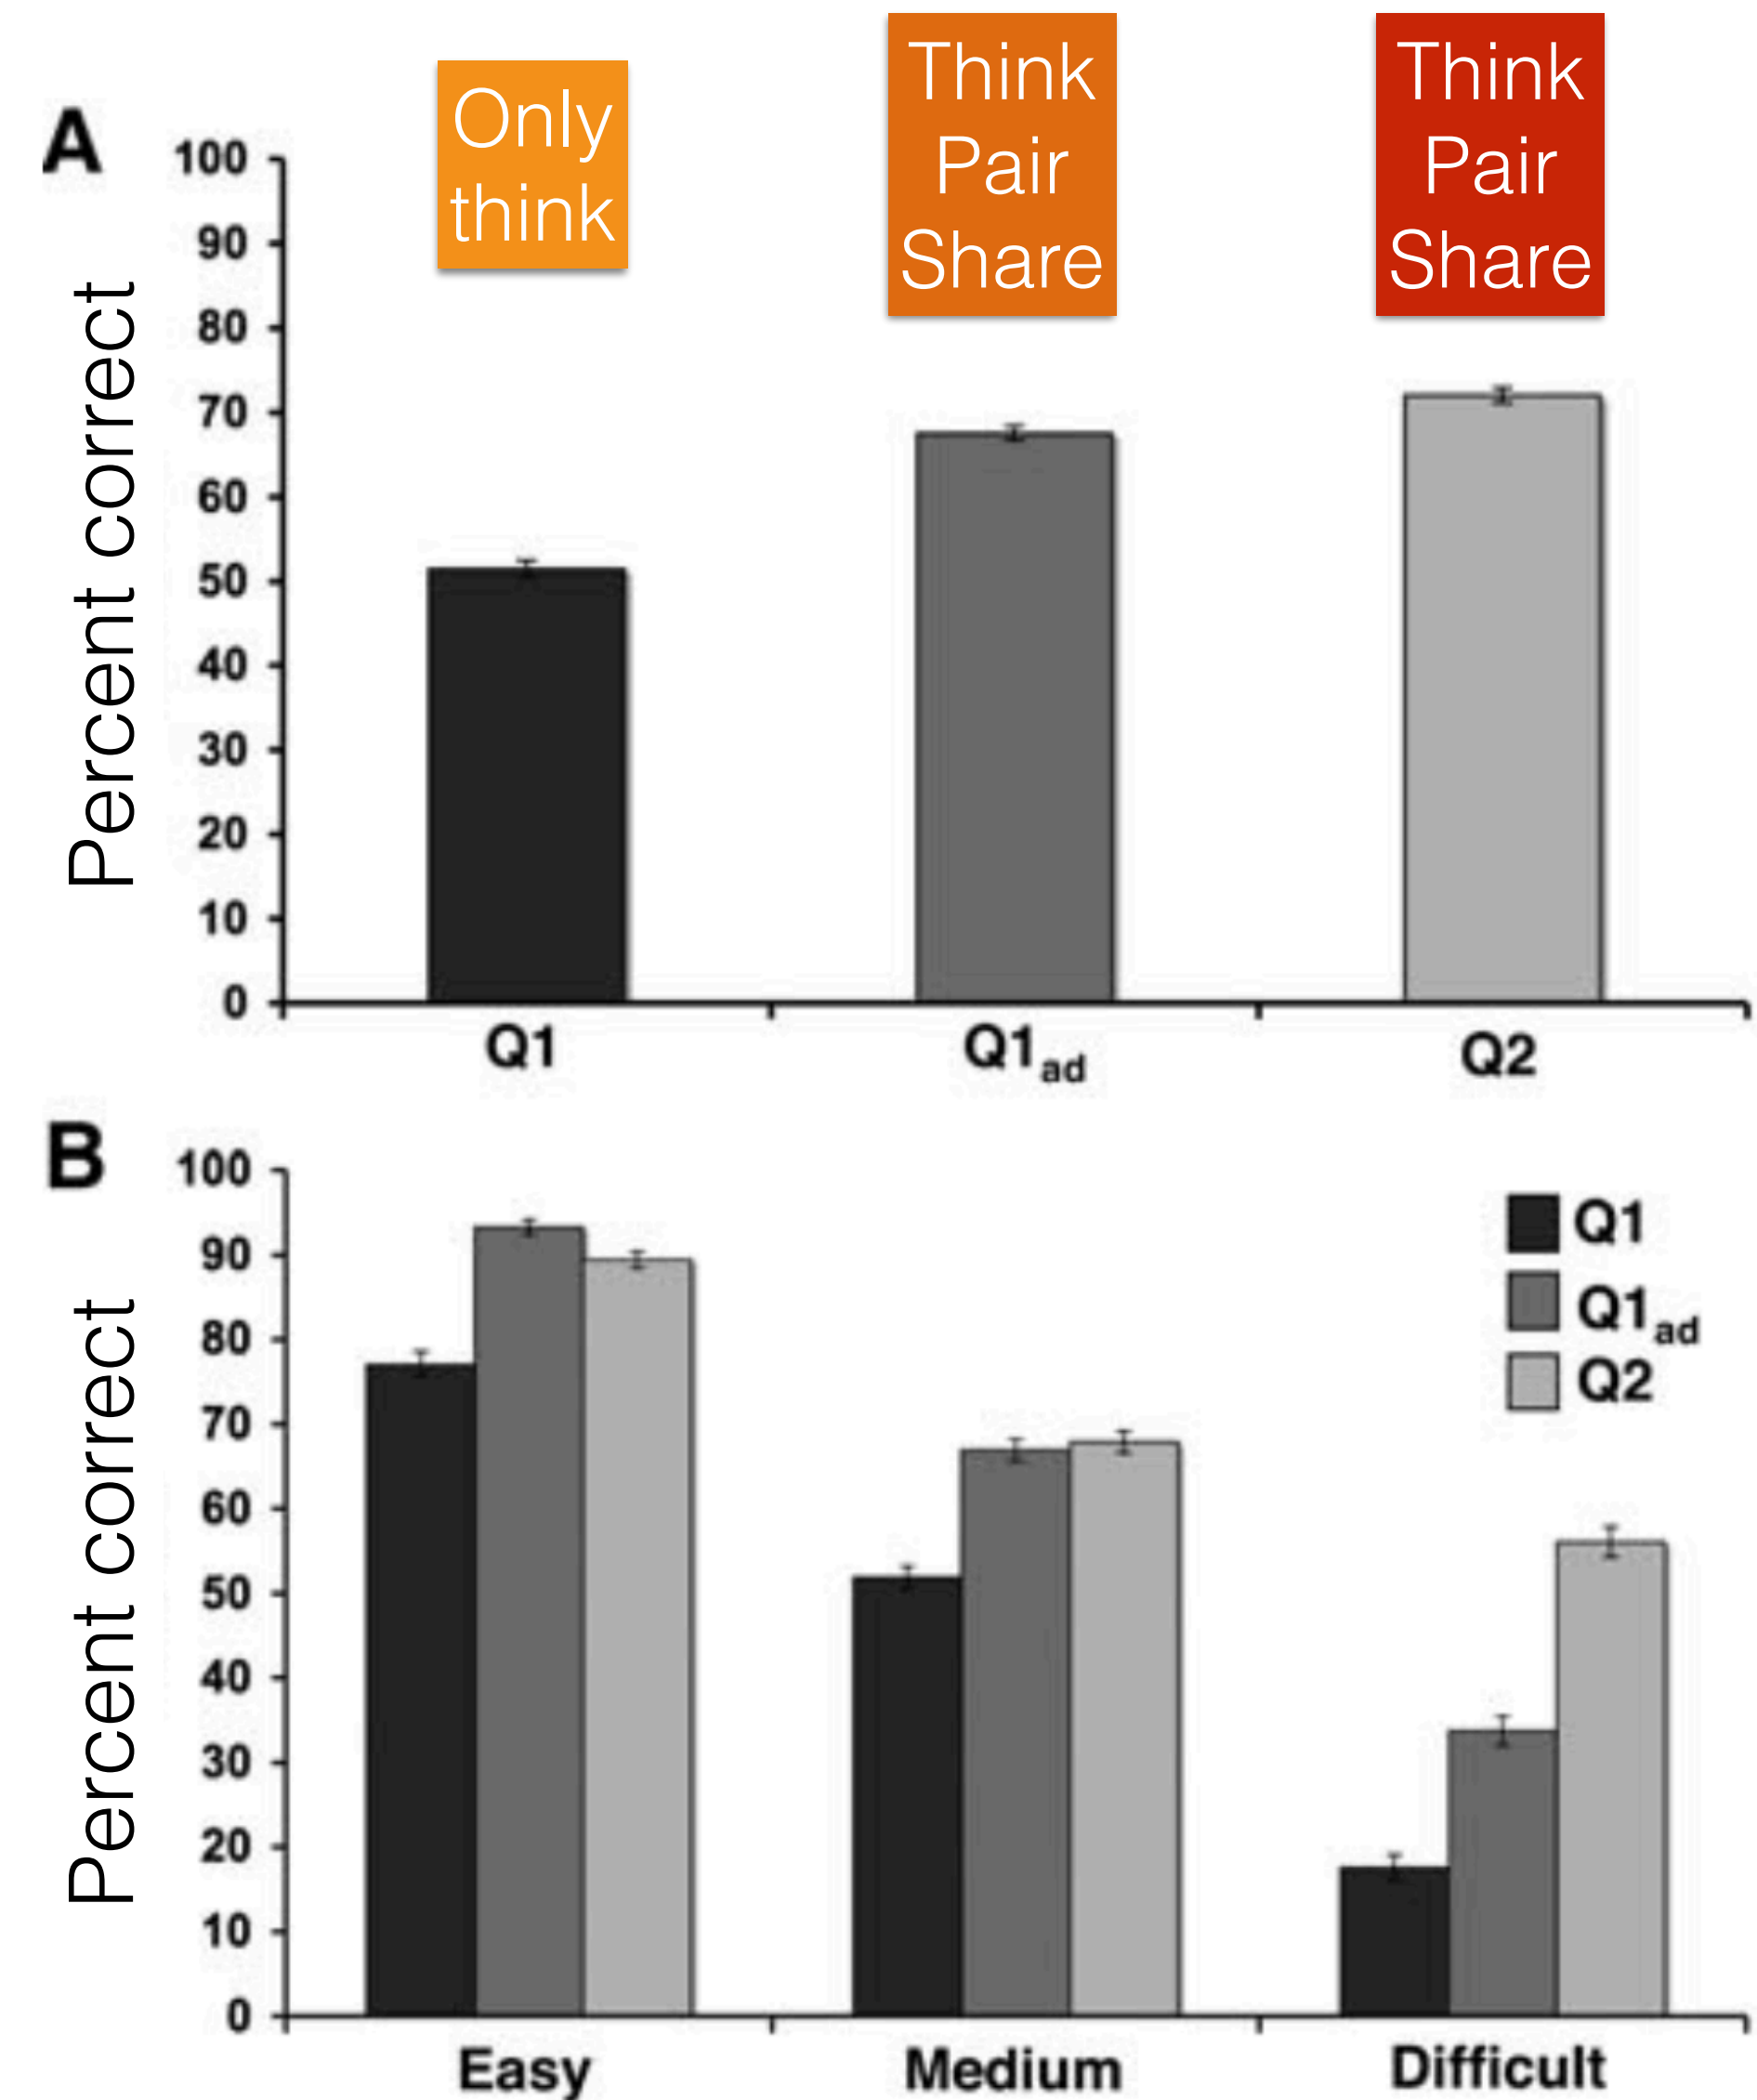 Only
think
Think
Pair
Share
Think
Pair
Share
A
Percent correct
100
90
80
70
60
50
40
30
20
10
0
Q1
Q1ad
Q2
B
Percent correct
100
90
80
70
60
50
40
30
20
10
0
Q1
Q1ad
Q2
Easy
Medium
Difficult